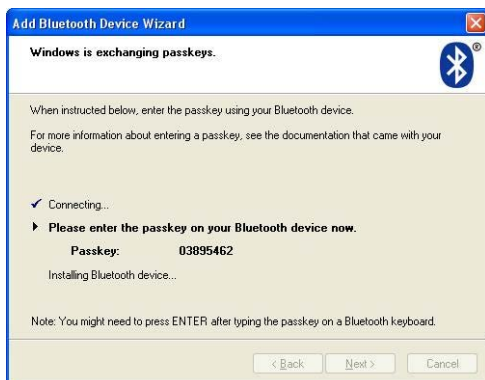 Add Bluetooth Device Wizard
Windows is exchanging passkeys.
®
When instructed below, enter the passkey using your Bluetooth device.
For more information about entering a passkey, see the documentation that came with your
device.
Connecting...
Please enter the passkey on your Bluetooth device now.
Passkey: 03895462
Installing Bluetooth device...
Note: You might need to press ENTER after typing the passkey on a Bluetooth keyboard.
< Back Next > Cancel